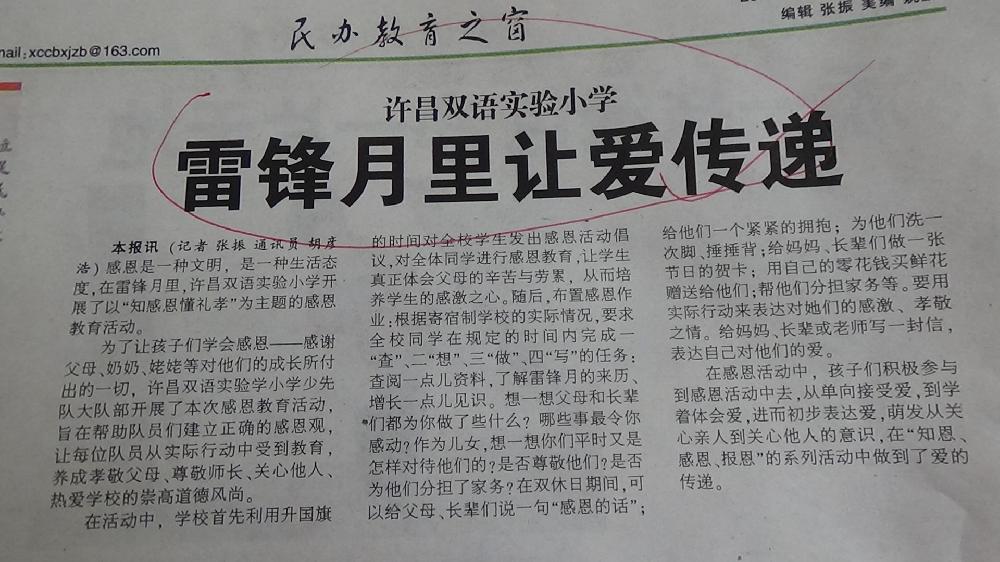 民办教育之窗
mail:xccbxjzb@163.com
编辑 张振 美编
许昌双语实验小学
雷锋月里让爱传递
本报讯（记者 张振 通讯员 胡彦
浩）感恩是一种文明，是一种生活态
度,在雷锋月里,许昌双语实验小学开
展了以“知感恩懂礼孝”为主题的感恩
教育活动。
为了让孩子们学会感恩——感谢
父母、奶奶、姥姥等对他们的成长所付
出的一切，许昌双语实验学小学少先
队大队部开展了本次感恩教育活动，
旨在帮助队员们建立正确的感恩观，
让每位队员从实际行动中受到教育，
养成孝敬父母、尊敬师长、关心他人、
热爱学校的崇高道德风尚。
在活动中，学校首先利用升国旗
的时间对全校学生发出感恩活动倡
议,对全体同学进行感恩教育,让学生
真正体会父母的辛苦与劳累，从而培
养学生的感激之心。随后,布置感恩作
业:根据寄宿制学校的实际情况,要求
全校同学在规定的时间内完成一
“查”、二“想”、三“做”、四“写”的任务：
查阅一点儿资料,了解雷锋月的来历、
增长一点儿见识。想一想父母和长辈
们都为你做了些什么？哪些事最令你
感动?作为儿女,想一想你们平时又是
怎样对待他们的?是否尊敬他们?是否
为他们分担了家务?在双休日期间,可
以给父母、长辈们说一句“感恩的话”；
给他们一个紧紧的拥抱；为他们洗一
次脚、捶捶背;给妈妈、长辈们做一张
节日的贺卡；用自己的零花钱买鲜花
赠送给他们;帮他们分担家务等。要用
实际行动来表达对她们的感激、孝敬
之情。给妈妈、长辈或老师写一封信，
表达自己对他们的爱。
在感恩活动中，孩子们积极参与
到感恩活动中去,从单向接受爱,到学
着体会爱,进而初步表达爱,萌发从关
心亲人到关心他人的意识,在“知恩、
感恩、报恩”的系列活动中做到了爱的
传递。